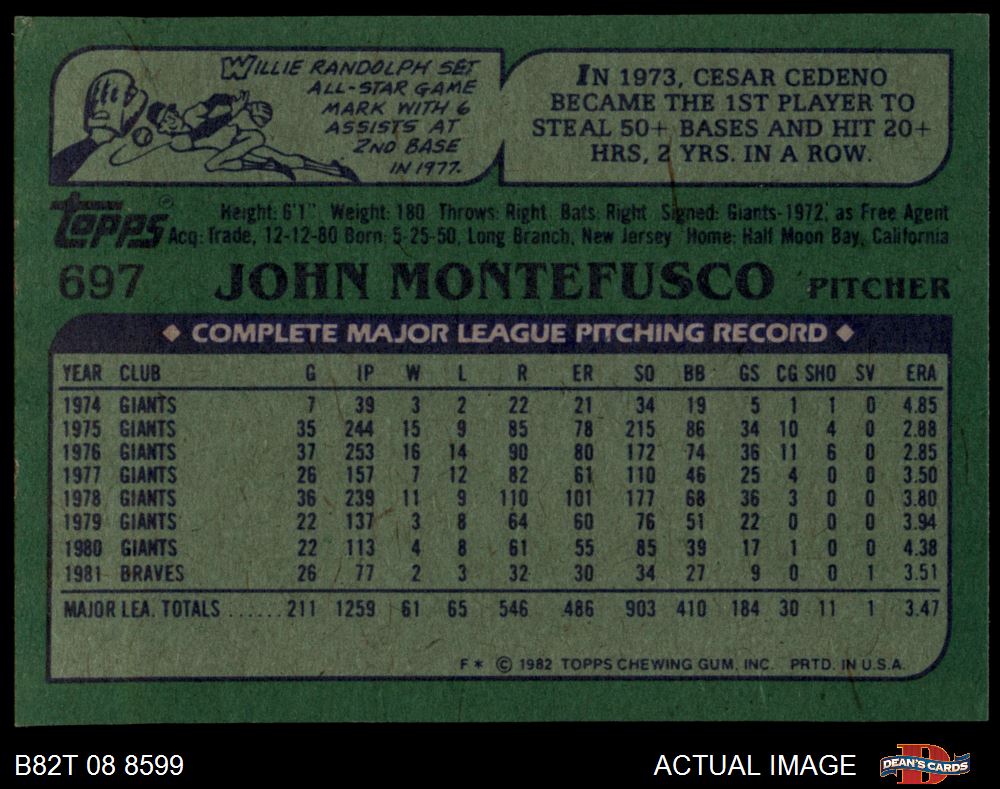 WILLIE RANDOLPH SET
ALL-STAR GAME
MARK WITH 6
ASSISTS AT
2ND BASE
IN 1977.
IN 1973, CESAR CEDENO
BECAME THE 1ST PLAYER TO
STEAL 50+ BASES AND HIT 20+
HRS, 2 YRS. IN A ROW.
Topps® Height: 6'1" Weight: 180 Throws: Right Bats: Right Signed: Giants-1972, as Free Agent
Acq: Trade, 12-12-80 Born: 5-25-50, Long Branch, New Jersey Home: Half Moon Bay, California
697 JOHN MONTEFUSCO PITCHER
◆ COMPLETE MAJOR LEAGUE PITCHING RECORD ◆
YEAR CLUB G IP W L R ER SO BB GS CG SHO SV ERA
1974 GIANTS 7 39 3 2 22 21 34 19 5 1 1 0 4.85
1975 GIANTS 35 244 15 9 85 78 215 86 34 10 4 0 2.88
1976 GIANTS 37 253 16 14 90 80 172 74 36 11 6 0 2.85
1977 GIANTS 26 157 7 12 82 61 110 46 25 4 0 0 3.50
1978 GIANTS 36 239 11 9 110 101 177 68 36 3 0 0 3.80
1979 GIANTS 22 137 3 8 64 60 76 51 22 0 0 0 3.94
1980 GIANTS 22 113 4 8 61 55 85 39 17 1 0 0 4.38
1981 BRAVES 26 77 2 3 32 30 34 27 9 0 0 1 3.51
MAJOR LEA. TOTALS ......211 1259 61 65 546 486 903 410 184 30 11 1 3.47
F* © 1982 TOPPS CHEWING GUM, INC. PRTD. IN U.S.A.
B82T 08 8599 ACTUAL IMAGE DEAN'S CARDS